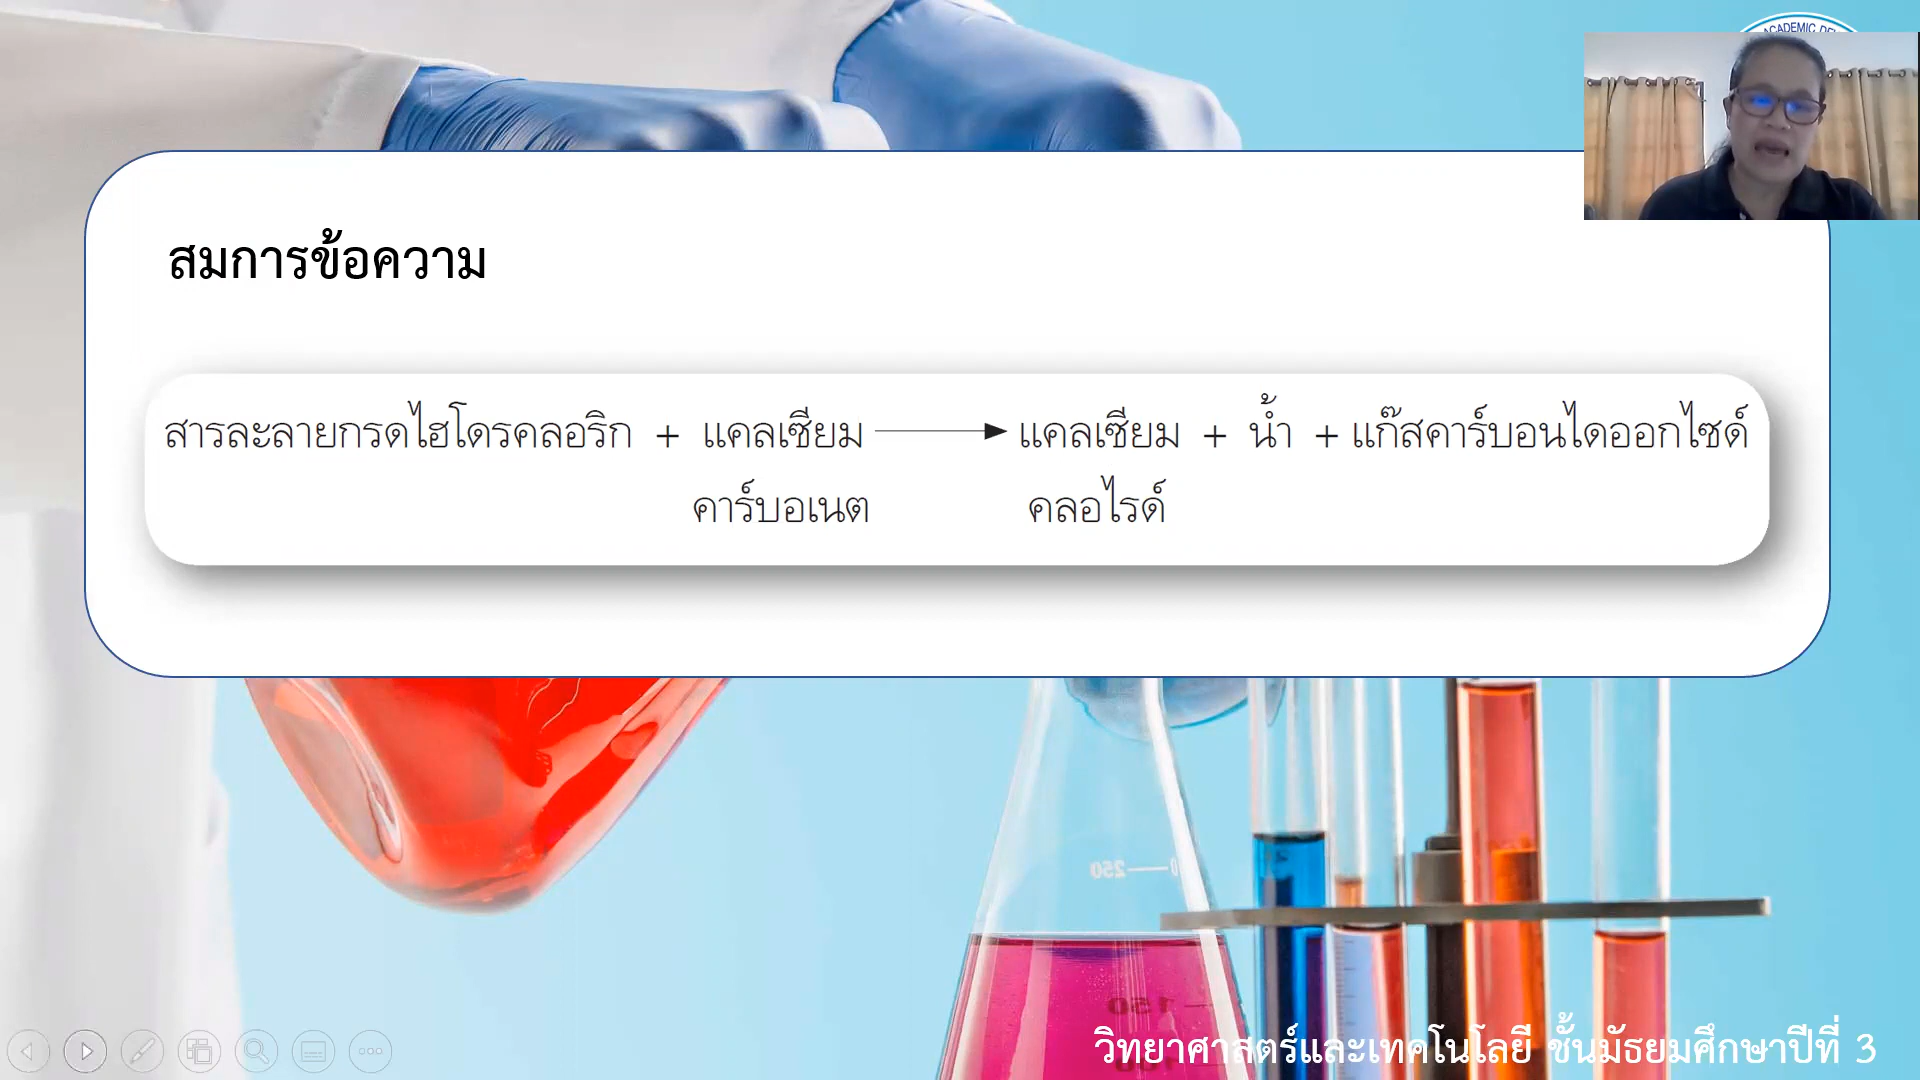 ACADEMIC DE
สมการข้อความ
สารละลายกรดไฮโดรคลอริก + แคลเซียม ⟶ แคลเซียม + น้ำ + แก๊สคาร์บอนไดออกไซด์
คาร์บอเนต คลอไรด์
250
150
วิทยาศาสตร์และเทคโนโลยี ชั้นมัธยมศึกษาปีที่ 3